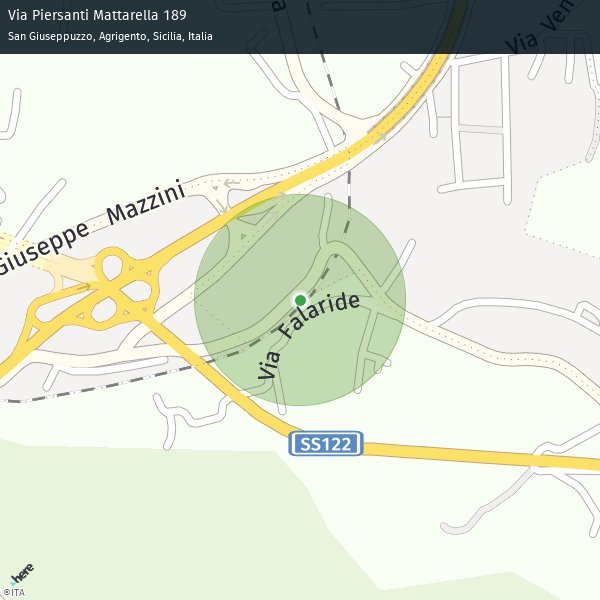 Via Piersanti Mattarella 189
San Giuseppuzzo, Agrigento, Sicilia, Italia
Via Ven
Giuseppe Mazzini
Via Falaride
SS122
here
©ITA